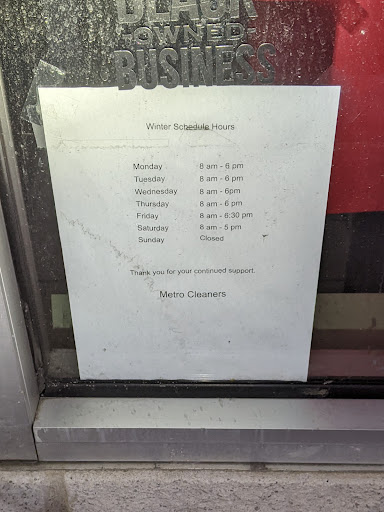 BLACK
-OWNED-
BUSINESS
Winter Schedule Hours
Monday 8 am - 6 pm
Tuesday 8 am - 6 pm
Wednesday 8 am - 6pm
Thursday 8 am - 6 pm
Friday 8 am - 6:30 pm
Saturday 8 am - 5 pm
Sunday Closed
Thank you for your continued support.
Metro Cleaners